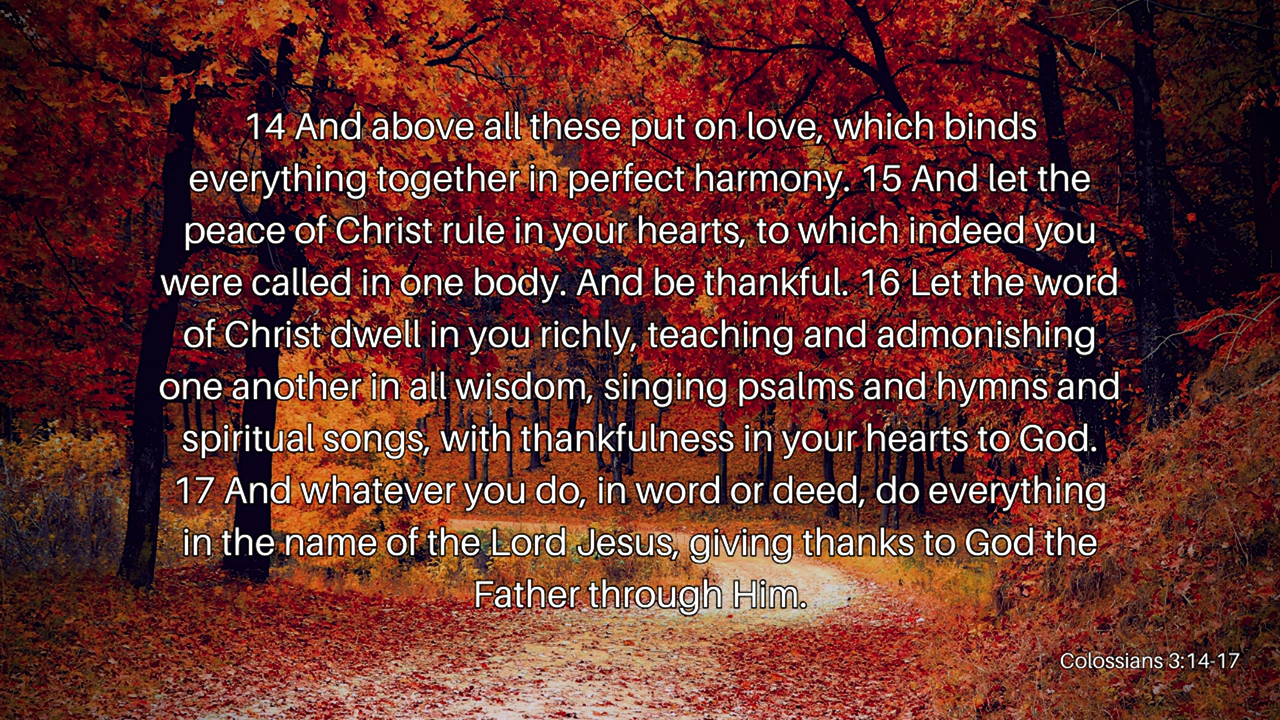 14 And above all these put on love, which binds
everything together in perfect harmony. 15 And let the
peace of Christ rule in your hearts, to which indeed you
were called in one body. And be thankful. 16 Let the word
of Christ dwell in you richly, teaching and admonishing
one another in all wisdom, singing psalms and hymns and
spiritual songs, with thankfulness in your hearts to God.
17 And whatever you do, in word or deed, do everything
in the name of the Lord Jesus, giving thanks to God the
Father through Him.
Colossians 3:14-17